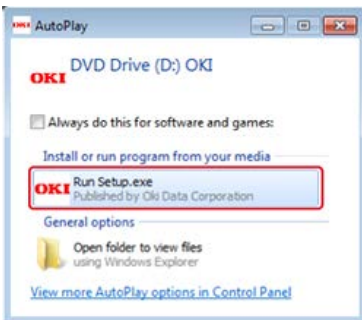 OKI AutoPlay
DVD Drive (D:) OKI
OKI
Always do this for software and games:
Install or run program from your media
OKI Run Setup.exe
Published by Oki Data Corporation
General options
Open folder to view files
using Windows Explorer
View more AutoPlay options in Control Panel